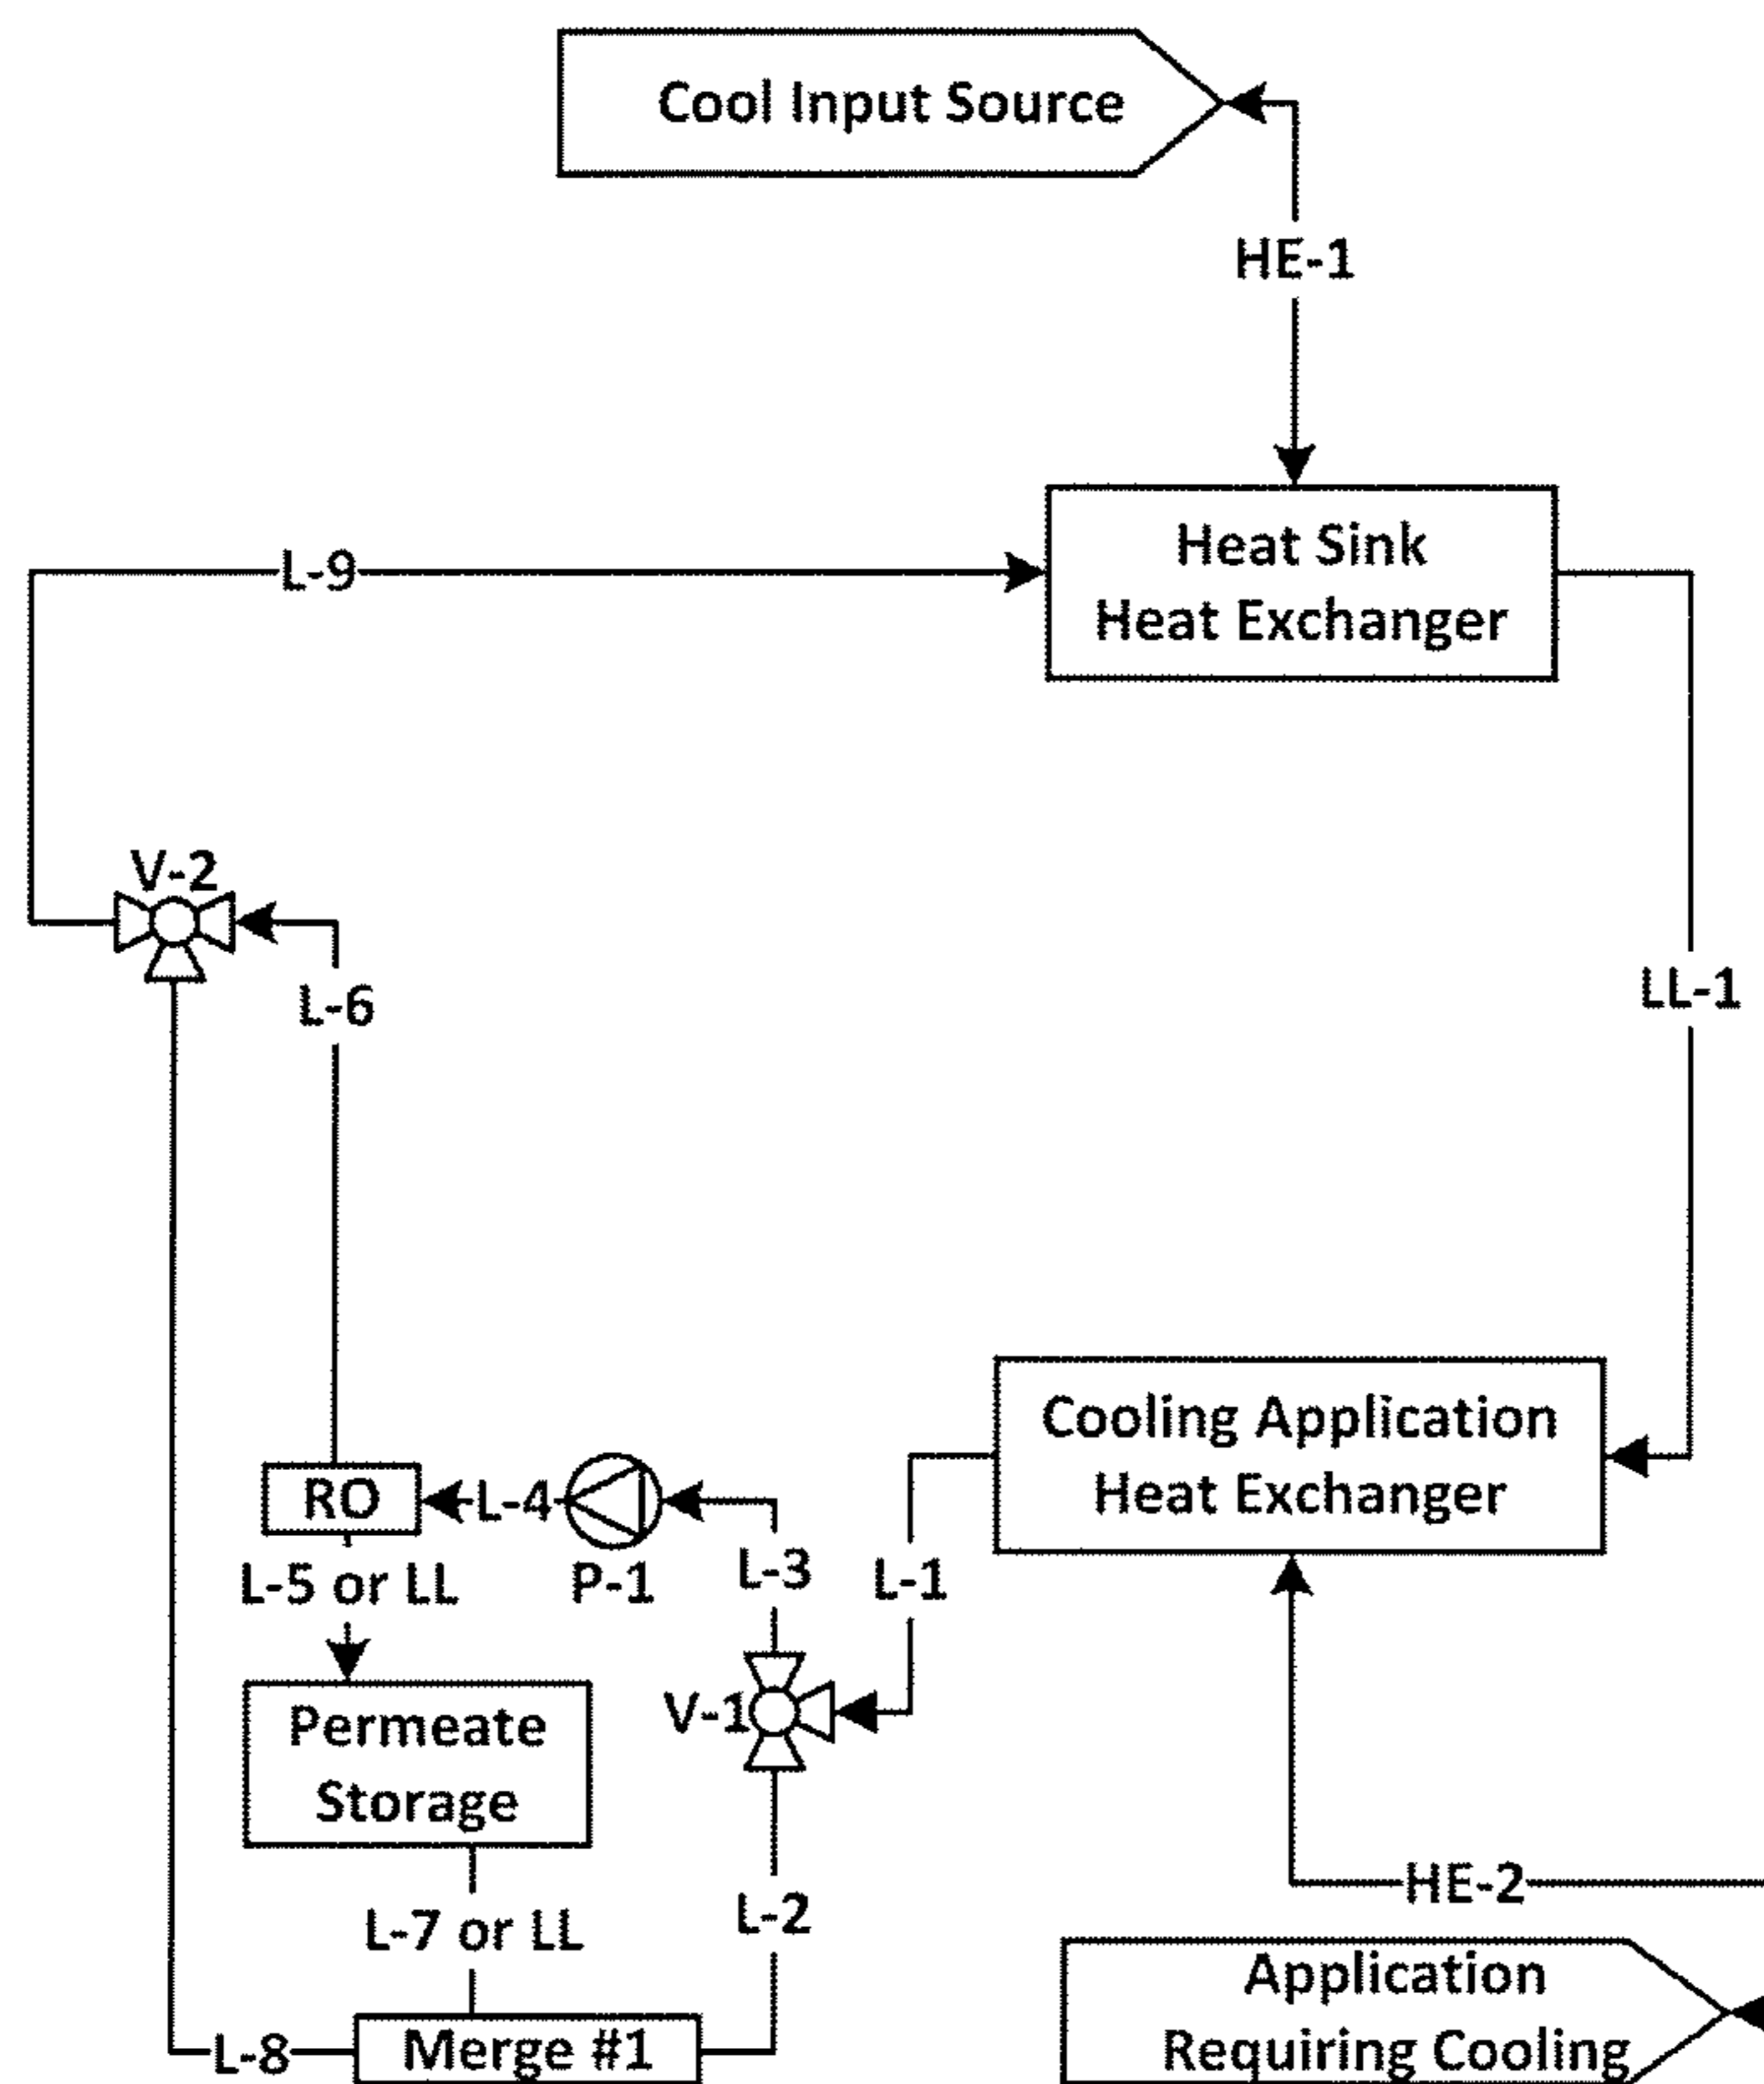 Cool Input Source
HE-1
L-9
Heat Sink
Heat Exchanger
V-2
L-6
LL-1
Cooling Application
Heat Exchanger
RO
L-4
P-1
L-3
L-1
L-5 or LL
Permeate
Storage
V-1
HE-2
L-7 or LL
L-2
Application
Requiring Cooling
L-8
Merge #1